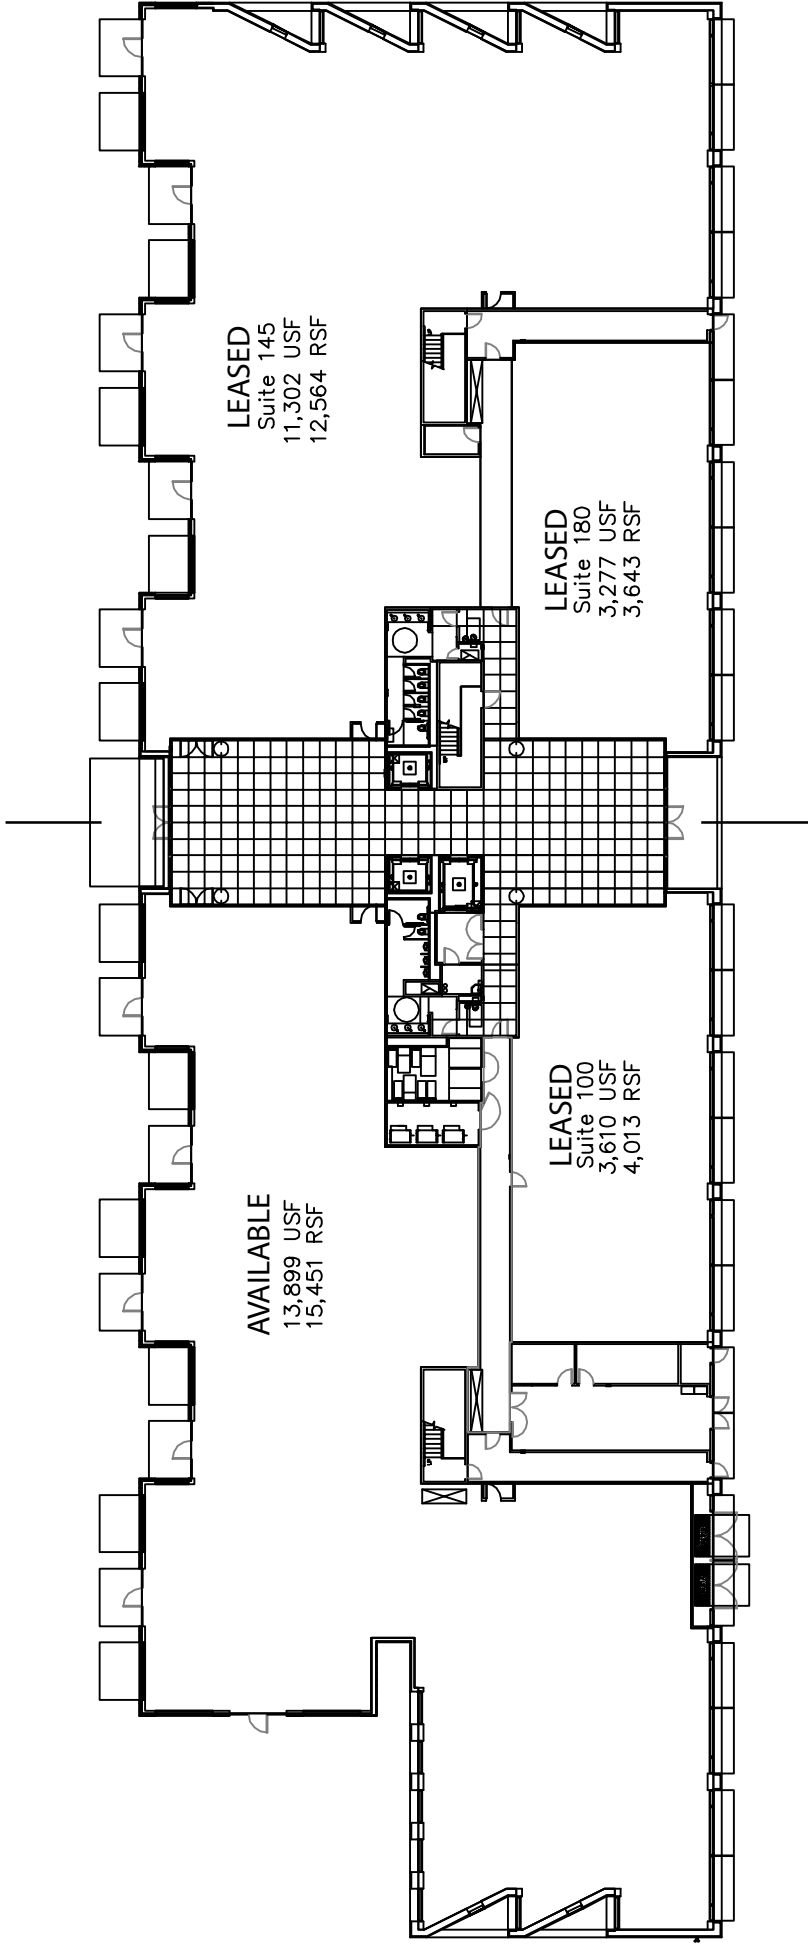 LEASED
Suite 145
11,302 USF
12,564 RSF
LEASED
Suite 180
3,277 USF
3,643 RSF
AVAILABLE
13,899 USF
15,451 RSF
LEASED
Suite 100
3,610 USF
4,013 RSF